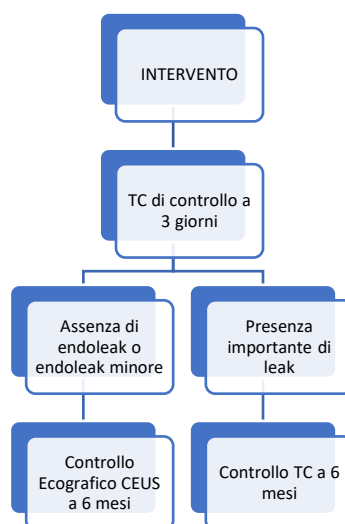 INTERVENTO
TC di controllo a
3 giorni
Assenza di
endoleak o
endoleak minore
Presenza
importante di
leak
Controllo
Ecografico CEUS
a 6 mesi
Controllo TC a 6
mesi